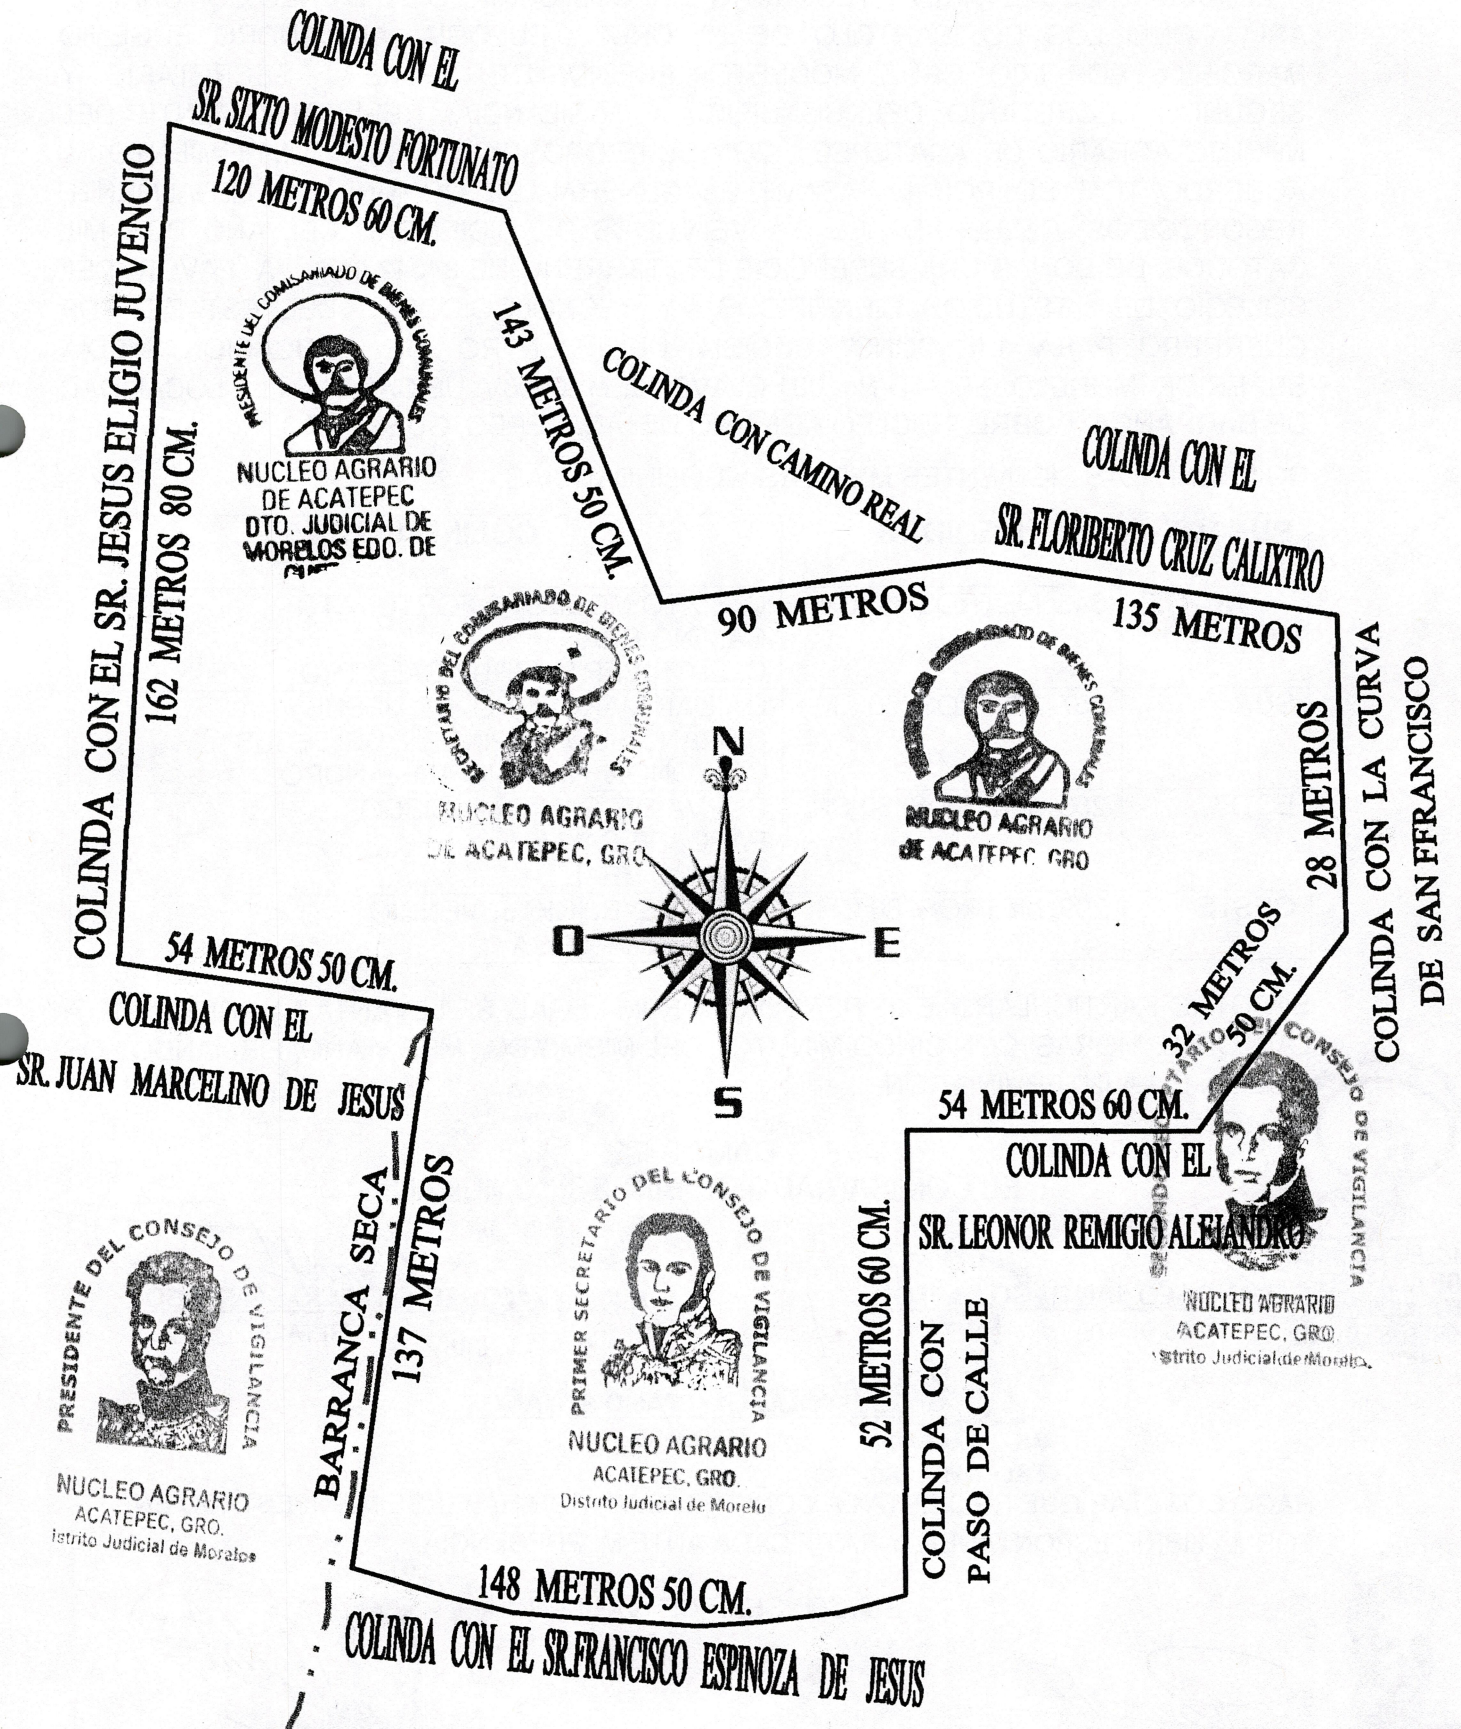 COLINDA CON EL
SR. SIXTO MODESTO FORTUNATO
120 METROS 60 CM.
COLINDA CON EL SR. JESUS ELIGIO JUVENCIO
162 METROS 80 CM.
PRESIDENTE DEL COMISARIADO DE BIENES COMUNALES
NUCLEO AGRARIO
DE ACATEPEC
DTO. JUDICIAL DE
MORELOS EDO. DE
143 METROS 50 CM.
COLINDA CON CAMINO REAL
90 METROS
COLINDA CON EL
SR. FLORIBERTO CRUZ CALIXTRO
135 METROS
SECRETARIO DEL COMISARIADO DE BIENES COMUNALES
NUCLEO AGRARIO
DE ACATEPEC, GRO
DE BIENES COMUNALES
NUCLEO AGRARIO
DE ACATEPEC, GRO
28 METROS
COLINDA CON LA CURVA
DE SAN FFRANCISCO
N
O
E
S
54 METROS 50 CM.
COLINDA CON EL
SR. JUAN MARCELINO DE JESUS
32 METROS
50 CM.
54 METROS 60 CM.
COLINDA CON EL
SR. LEONOR REMIGIO ALEJANDRO
SEGUNDO SECRETARIO DEL CONSEJO DE VIGILANCIA
NUCLEO AGRARIO
ACATEPEC, GRO.
istrito Judicial de Morelos
BARRANCA SECA
137 METROS
PRESIDENTE DEL CONSEJO DE VIGILANCIA
NUCLEO AGRARIO
ACATEPEC, GRO.
istrito Judicial de Morelos
PRIMER SECRETARIO DEL CONSEJO DE VIGILANCIA
NUCLEO AGRARIO
ACATEPEC, GRO.
Distrito Judicial de Morelo
52 METROS 60 CM.
COLINDA CON
PASO DE CALLE
148 METROS 50 CM.
COLINDA CON EL SR.FRANCISCO ESPINOZA DE JESUS